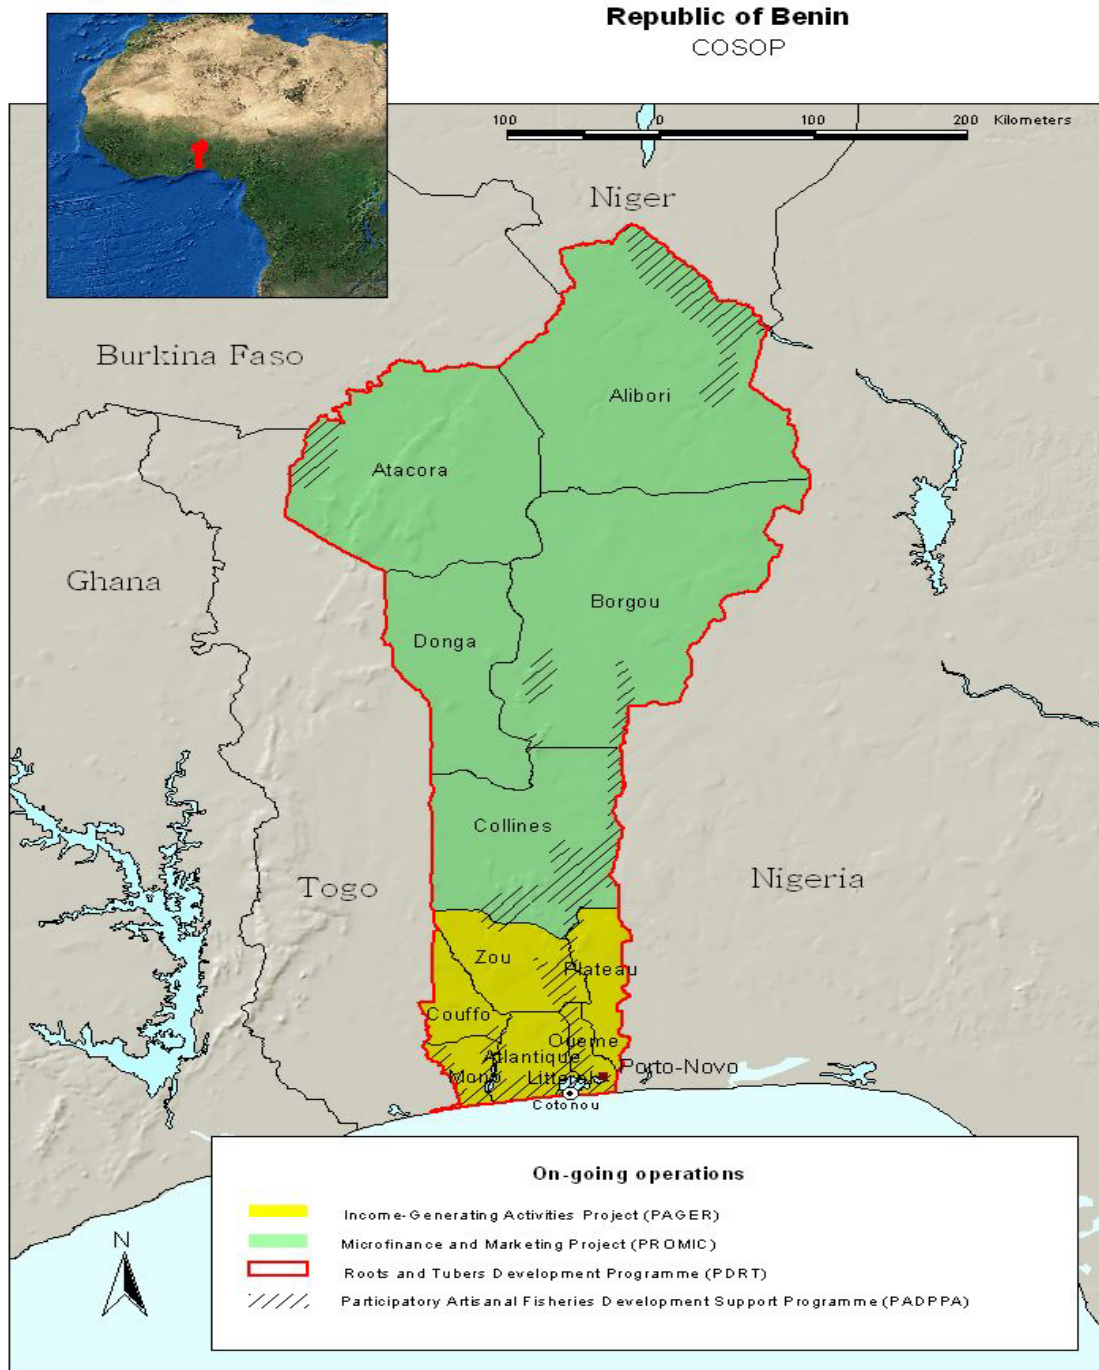 Republic of Benin
COSOP
100 0 100 200 Kilometers
Niger
Burkina Faso
Alibori
Atacora
Ghana
Borgou
Donga
Collines
Togo
Nigeria
Zou
Plateau
Couffo
Oueme
Atlantique
Mono
Littoral
Porto-Novo
Cotonou
On-going operations
Income-Generating Activities Project (PAGER)
Microfinance and Marketing Project (PROMIC)
Roots and Tubers Development Programme (PDRT)
Participatory Artisanal Fisheries Development Support Programme (PADPPA)
N